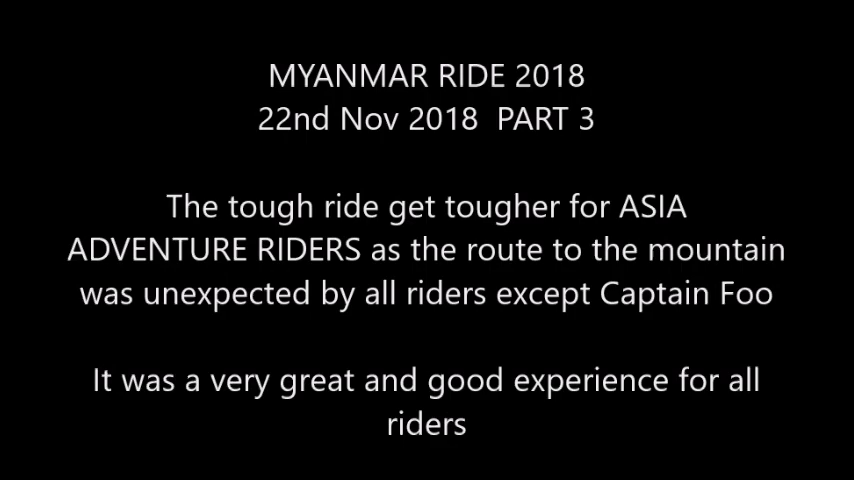 MYANMAR RIDE 2018
22nd Nov 2018 PART 3
The tough ride get tougher for ASIA
ADVENTURE RIDERS as the route to the mountain
was unexpected by all riders except Captain Foo
It was a very great and good experience for all
riders